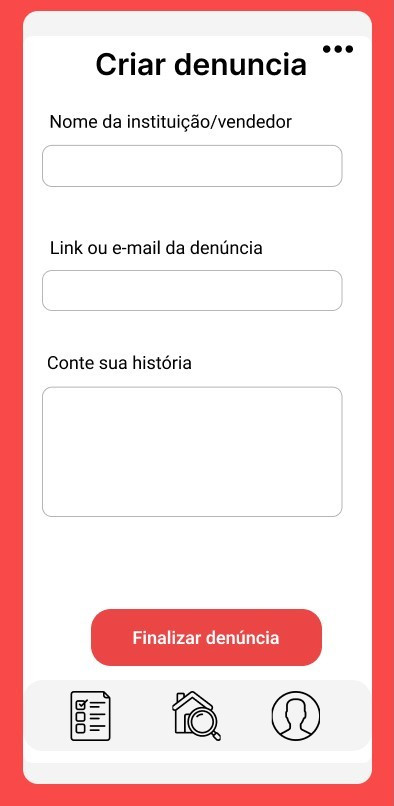 Criar denuncia
Nome da instituição/vendedor
Link ou e-mail da denúncia
Conte sua história
Finalizar denúncia